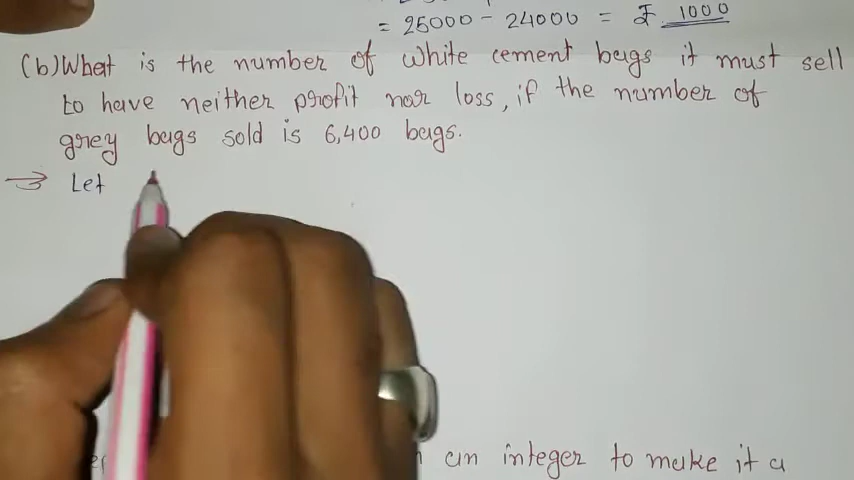 = 25000 - 24000 = ₹ 1000
(b) What is the number of white cement bags it must sell
to have neither profit nor loss, if the number of
grey bags sold is 6,400 bags.
→ Let
an integer to make it a